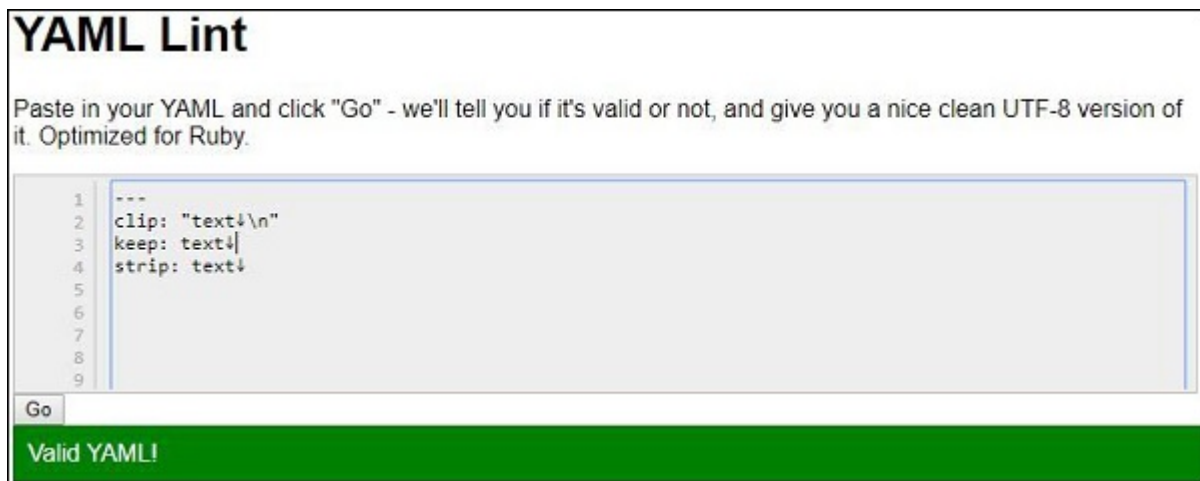 YAML Lint
Paste in your YAML and click "Go" - we'll tell you if it's valid or not, and give you a nice clean UTF-8 version of
it. Optimized for Ruby.
1 ---
2 clip: "text↓\n"
3 keep: text↓
4 strip: text↓
5
6
7
8
9
Go
Valid YAML!